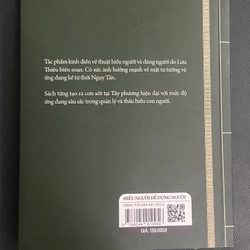 Tác phẩm kinh điển về thuật hiểu người và dùng người do Lưu
Thiệu biên soạn. Có sức ảnh hưởng mạnh về mặt tư tưởng và
ứng dụng kể từ thời Ngụy Tấn.
Sách từng tạo ra cơn sốt tại Tây phương hiện đại với mức độ
ứng dụng sâu sắc trong quản lý và thấu hiểu con người.
HIỂU NGƯỜI ĐỂ DÙNG NGƯỜI
GIÁ: 159.000đ